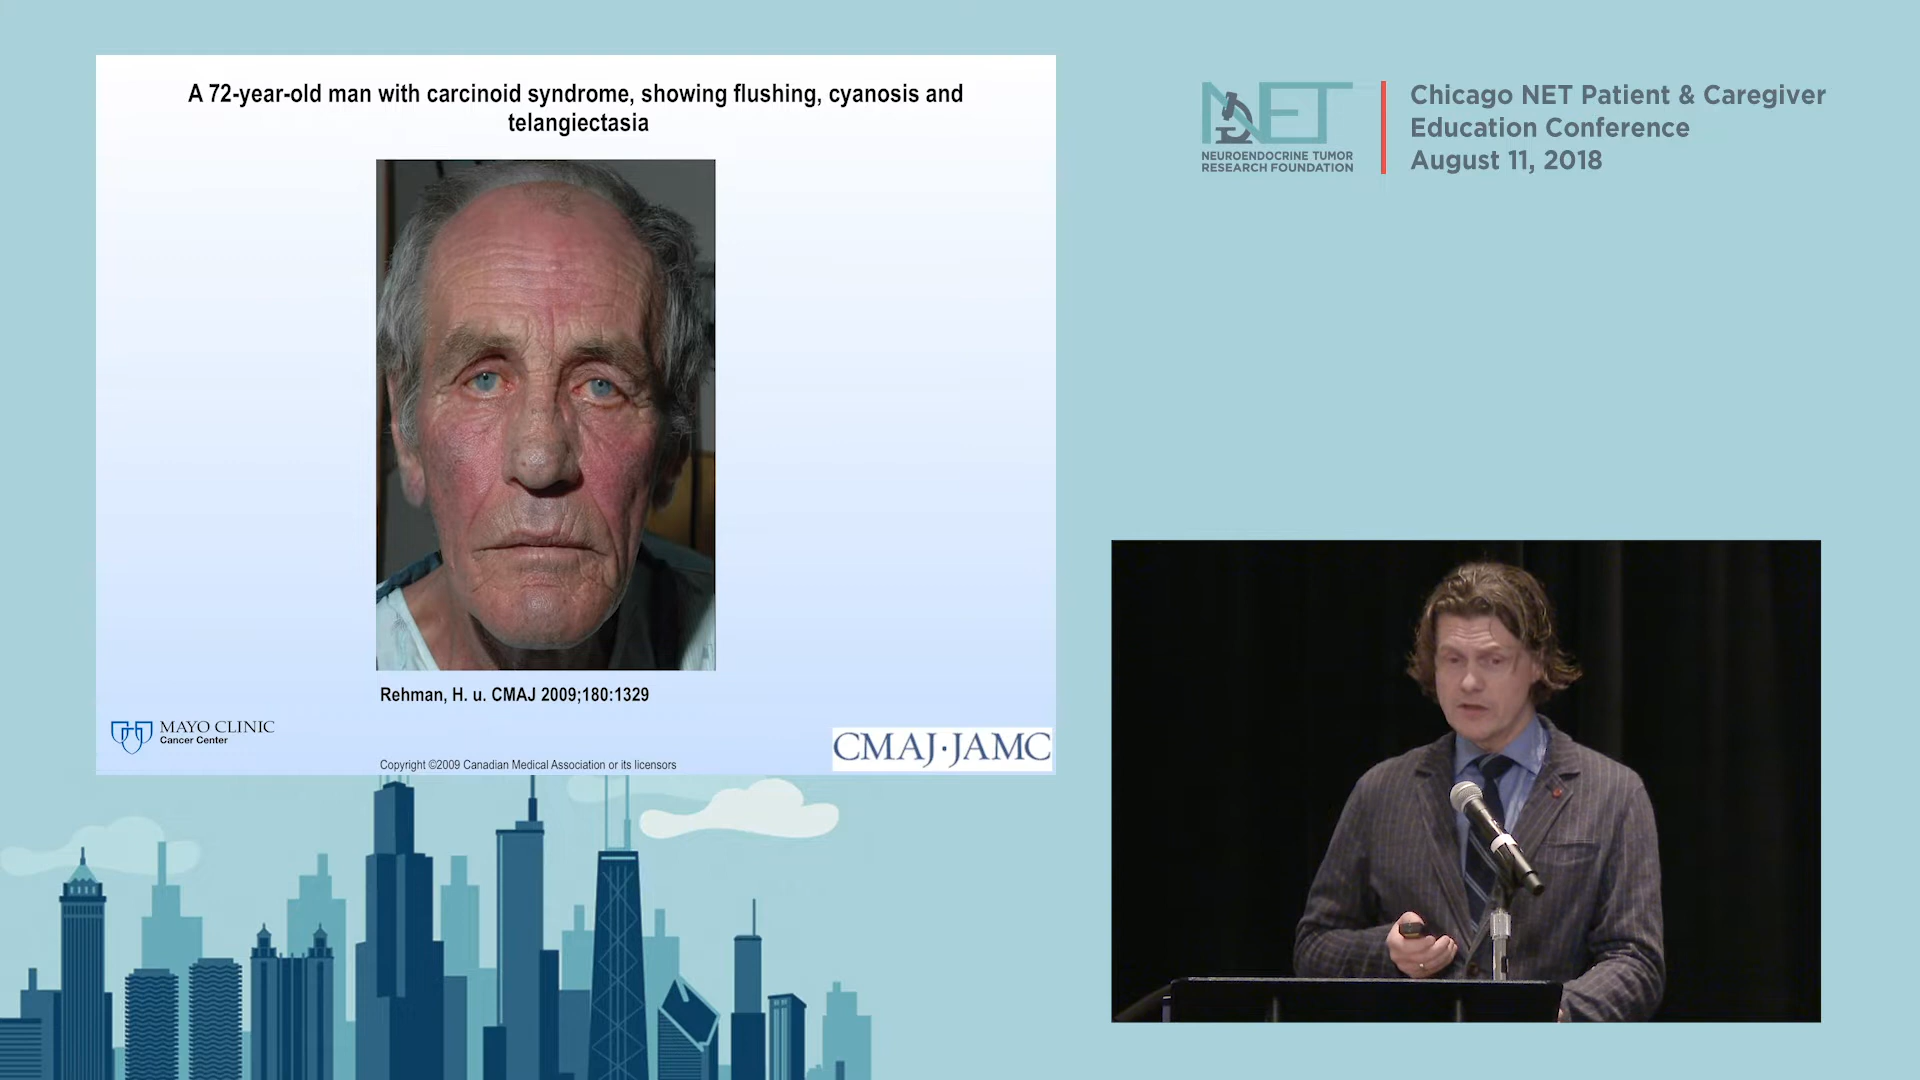 A 72-year-old man with carcinoid syndrome, showing flushing, cyanosis and
telangiectasia
Rehman, H. u. CMAJ 2009;180:1329
MAYO CLINIC
Cancer Center
Copyright ©2009 Canadian Medical Association or its licensors
CMAJ·JAMC
NET
NEUROENDOCRINE TUMOR
RESEARCH FOUNDATION
Chicago NET Patient & Caregiver
Education Conference
August 11, 2018